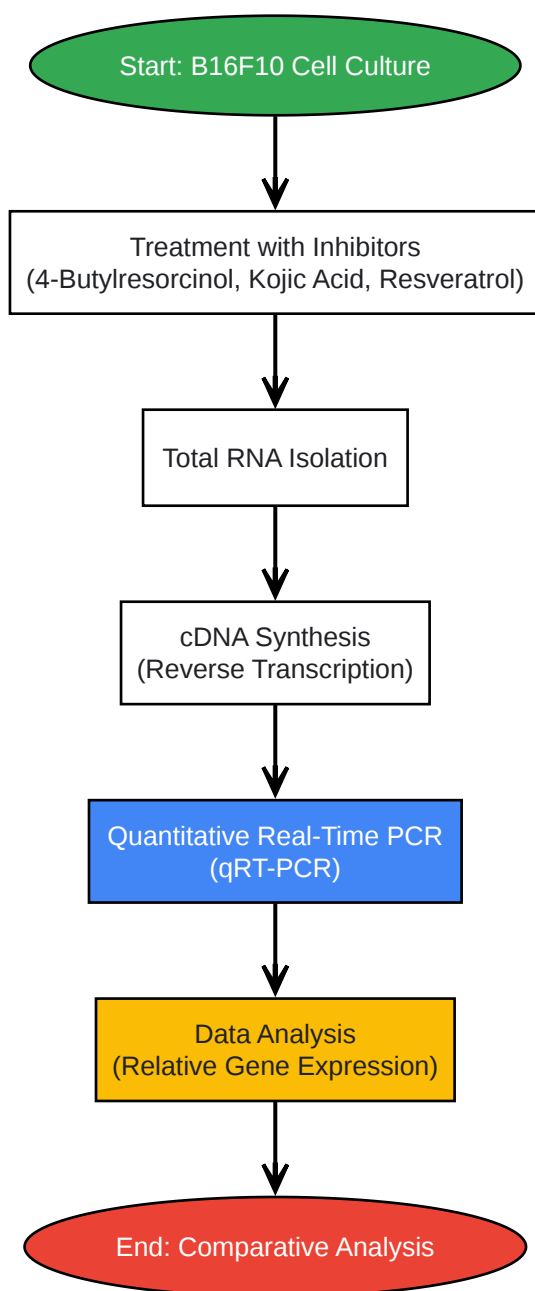 Start: B16F10 Cell Culture
Treatment with Inhibitors
(4-Butylresorcinol, Kojic Acid, Resveratrol)
Total RNA Isolation
cDNA Synthesis
(Reverse Transcription)
Quantitative Real-Time PCR
(qRT-PCR)
Data Analysis
(Relative Gene Expression)
End: Comparative Analysis